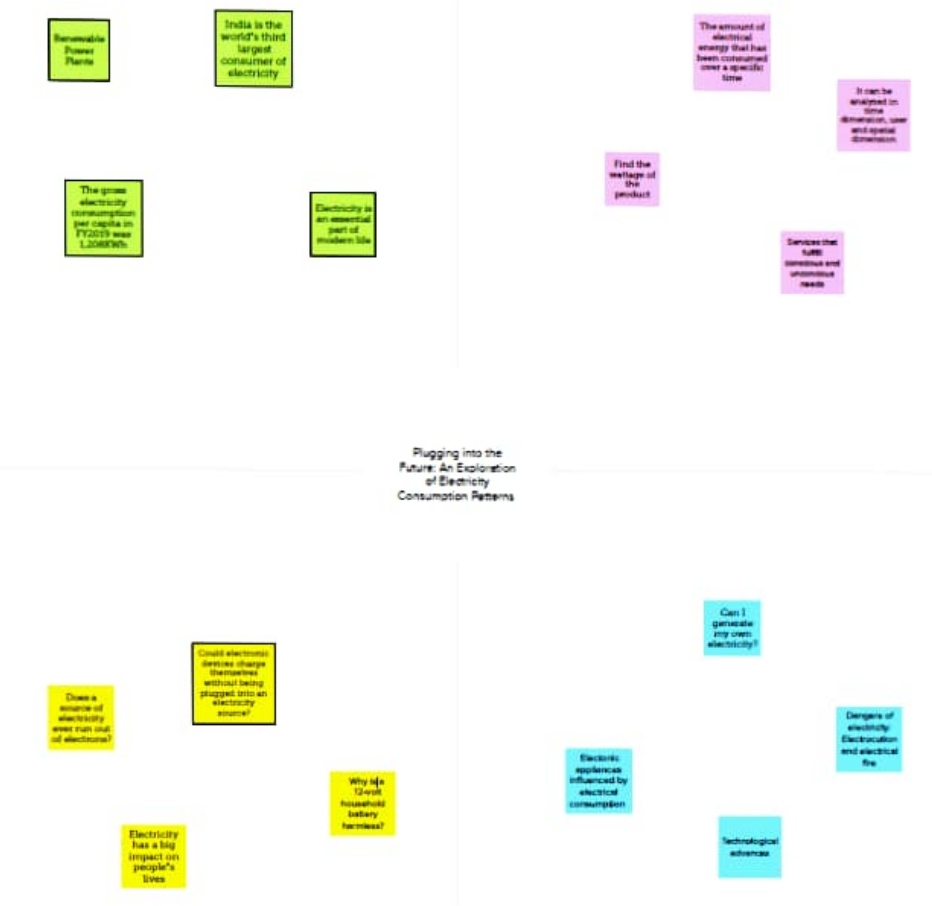 Renewable
Power
Plants
India is the
world's third
largest
consumer of
electricity
The gross
electricity
consumption
per capita in
FY2019 was
1,208KWh
Electricity is
an essential
part of
modern life
The amount of
electrical
energy that has
been consumed
over a specific
time
It can be
analysed in
time
dimension, user
and spatial
dimension
Find the
wattage of
the
product
Services that
fulfill
conscious and
unconscious
needs
Plugging into the
Future: An Exploration
of Electricity
Consumption Patterns
Could electronic
devices charge
themselves
without being
plugged into an
electricity
source?
Does a
source of
electricity
ever run out
of electrons?
Why is a
12-volt
household
battery
harmless?
Electricity
has a big
impact on
people's
lives
Can I
generate
my own
electricity?
Dangers of
electricity:
Electrocution
and electrical
fire
Electonic
appliances
influenced by
electrical
consumption
Technological
advances